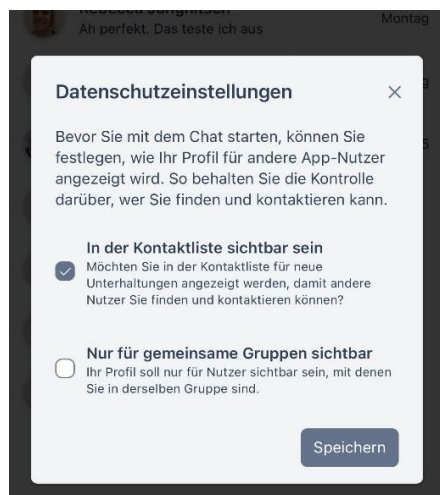 Rebecca
Montag
Ah perfekt. Das teste ich aus
Datenschutzeinstellungen
Bevor Sie mit dem Chat starten, können Sie
festlegen, wie Ihr Profil für andere App-Nutzer
angezeigt wird. So behalten Sie die Kontrolle
darüber, wer Sie finden und kontaktieren kann.
In der Kontaktliste sichtbar sein
Möchten Sie in der Kontaktliste für neue
Unterhaltungen angezeigt werden, damit andere
Nutzer Sie finden und kontaktieren können?
Nur für gemeinsame Gruppen sichtbar
Ihr Profil soll nur für Nutzer sichtbar sein, mit denen
Sie in derselben Gruppe sind.
Speichern